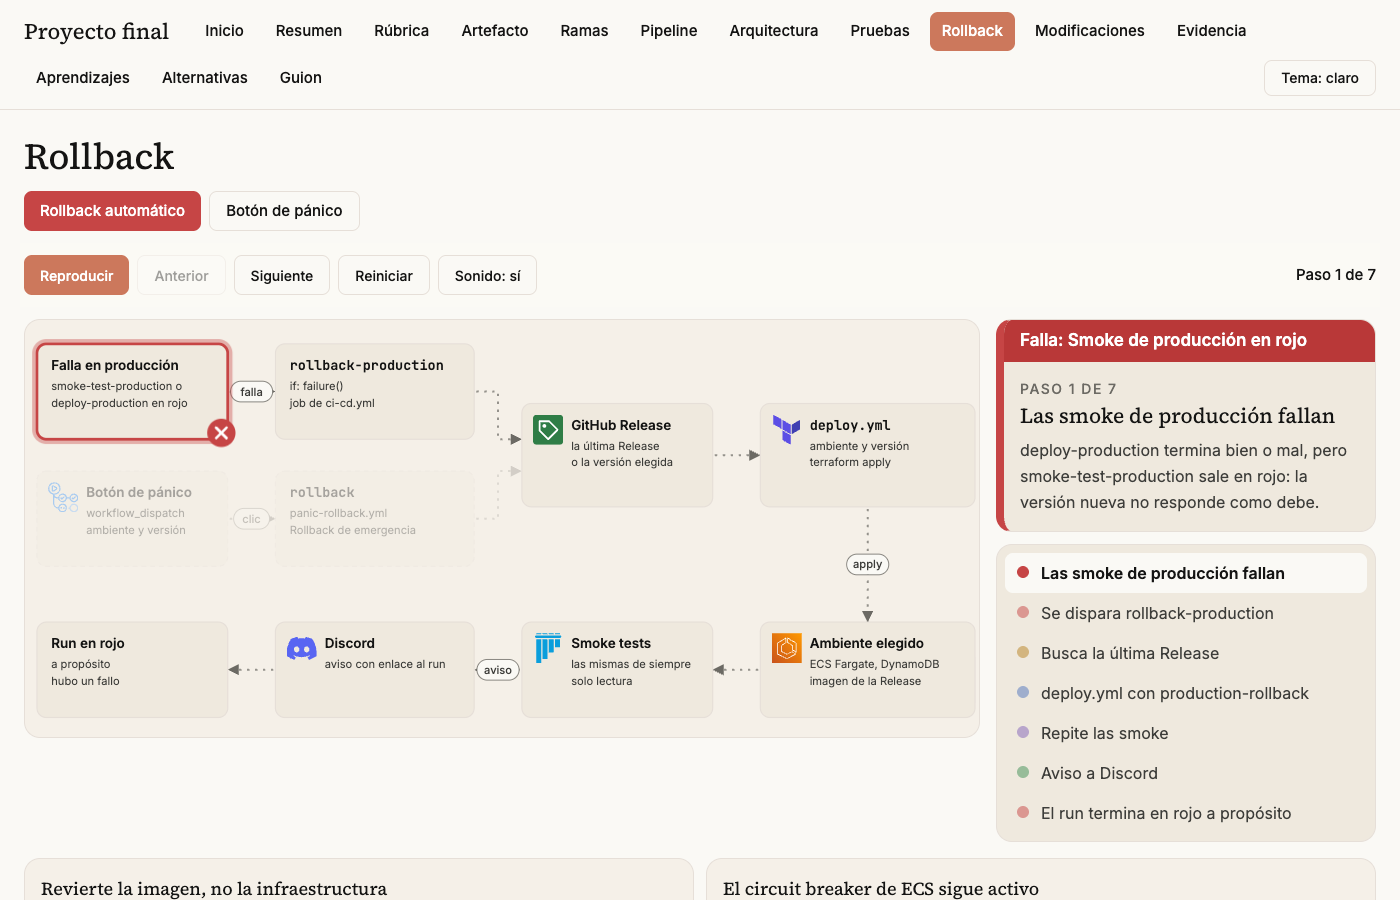 Proyecto final
Inicio
Resumen
Rúbrica
Artefacto
Ramas
Pipeline
Arquitectura
Pruebas
Rollback
Modificaciones
Evidencia
Aprendizajes
Alternativas
Guion
Tema: claro
Rollback
Rollback automático
Botón de pánico
Reproducir
Anterior
Siguiente
Reiniciar
Sonido: sí
Paso 1 de 7
Falla en producción
smoke-test-production o
deploy-production en rojo
falla
rollback-production
if: failure()
job de ci-cd.yml
GitHub Release
la última Release
o la versión elegida
deploy.yml
ambiente y versión
terraform apply
Botón de pánico
workflow_dispatch
ambiente y versión
clic
rollback
panic-rollback.yml
Rollback de emergencia
apply
Run en rojo
a propósito
hubo un fallo
Discord
aviso con enlace al run
aviso
Smoke tests
las mismas de siempre
solo lectura
Ambiente elegido
ECS Fargate, DynamoDB
imagen de la Release
Falla: Smoke de producción en rojo
PASO 1 DE 7
Las smoke de producción fallan
deploy-production termina bien o mal, pero
smoke-test-production sale en rojo: la
versión nueva no responde como debe.
Las smoke de producción fallan
Se dispara rollback-production
Busca la última Release
deploy.yml con production-rollback
Repite las smoke
Aviso a Discord
El run termina en rojo a propósito
Revierte la imagen, no la infraestructura
El circuit breaker de ECS sigue activo